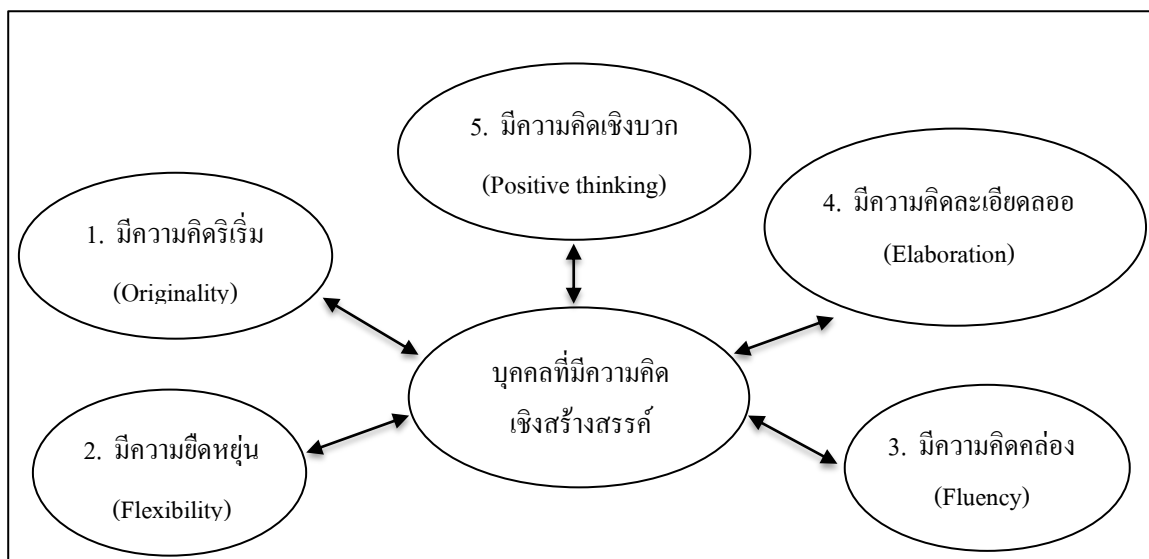 5. มีความคิดเชิงบวก
(Positive thinking)
4. มีความคิดละเอียดลออ
(Elaboration)
1. มีความคิดริเริ่ม
(Originality)
บุคคลที่มีความคิด
เชิงสร้างสรรค์
2. มีความยืดหยุ่น
(Flexibility)
3. มีความคิดคล่อง
(Fluency)